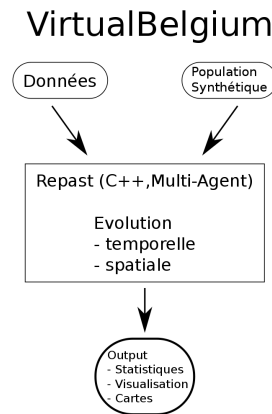 VirtualBelgium
Données
Population
Synthétique
Repast (C++,Multi-Agent)
Evolution
- temporelle
- spatiale
Output
- Statistiques
- Visualisation
- Cartes